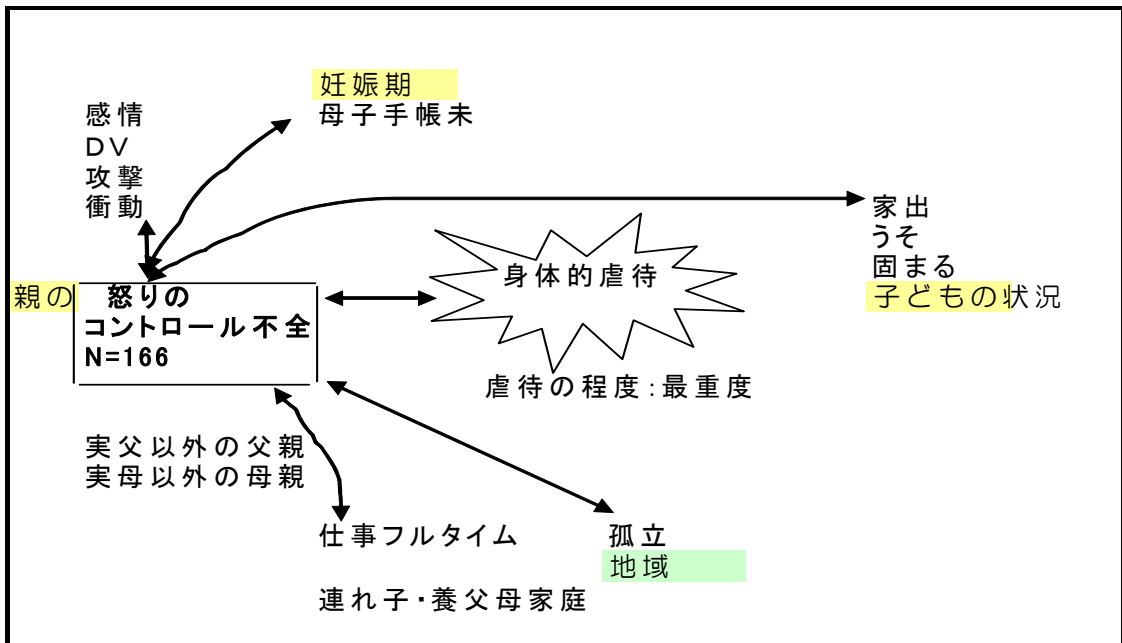 妊娠期
母子手帳未
感情
DV
攻撃
衝動
家出
うそ
固まる
子どもの状況
身体的虐待
親の 怒りの
コントロール不全
N=166
虐待の程度:最重度
実父以外の父親
実母以外の母親
仕事フルタイム
孤立
地域
連れ子・養父母家庭